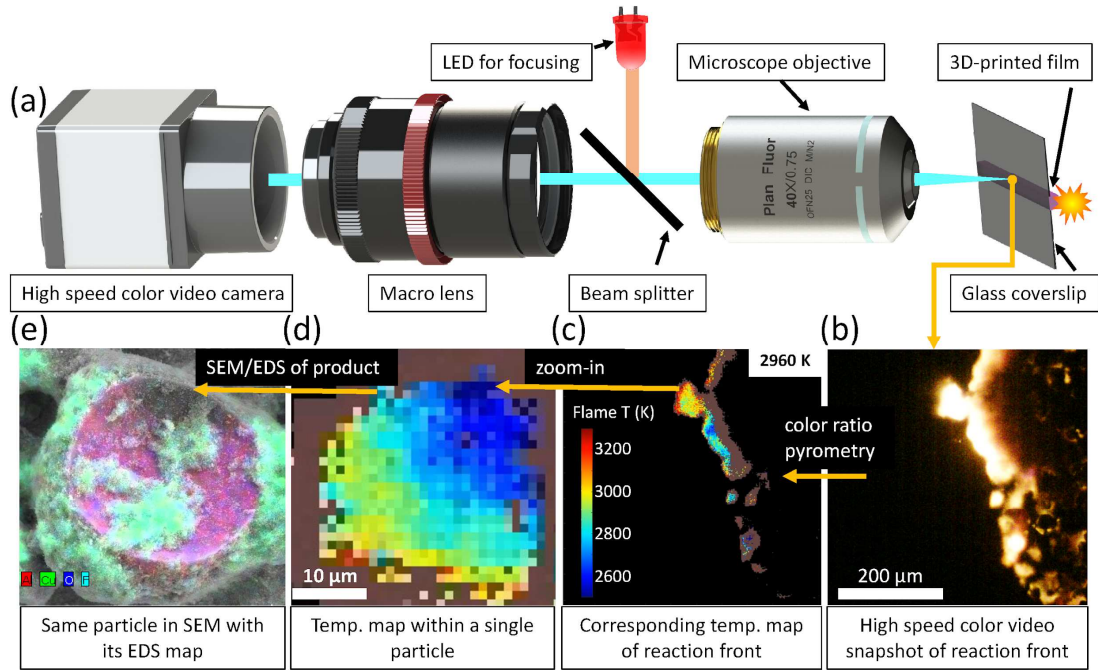 LED for focusing
Microscope objective
3D-printed film
(a)
Plan Fluor
40X/0.75
OFN25 DIC M/N2
High speed color video camera
Macro lens
Beam splitter
Glass coverslip
(e)
(d)
(c)
(b)
SEM/EDS of product
zoom-in
2960 K
Flame T (K)
3200
3000
2800
2600
color ratio
pyrometry
10 μm
200 μm
Al Cu O F
Same particle in SEM with
its EDS map
Temp. map within a single
particle
Corresponding temp. map
of reaction front
High speed color video
snapshot of reaction front